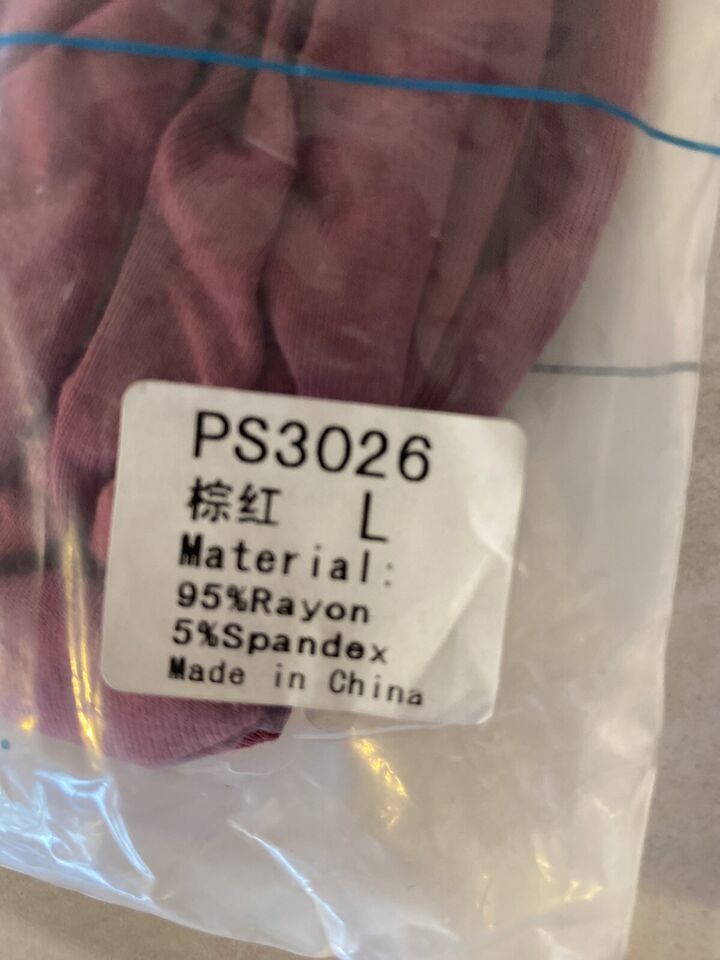 PS3026
棕红 L
Material:
95%Rayon
5%Spandex
Made in China